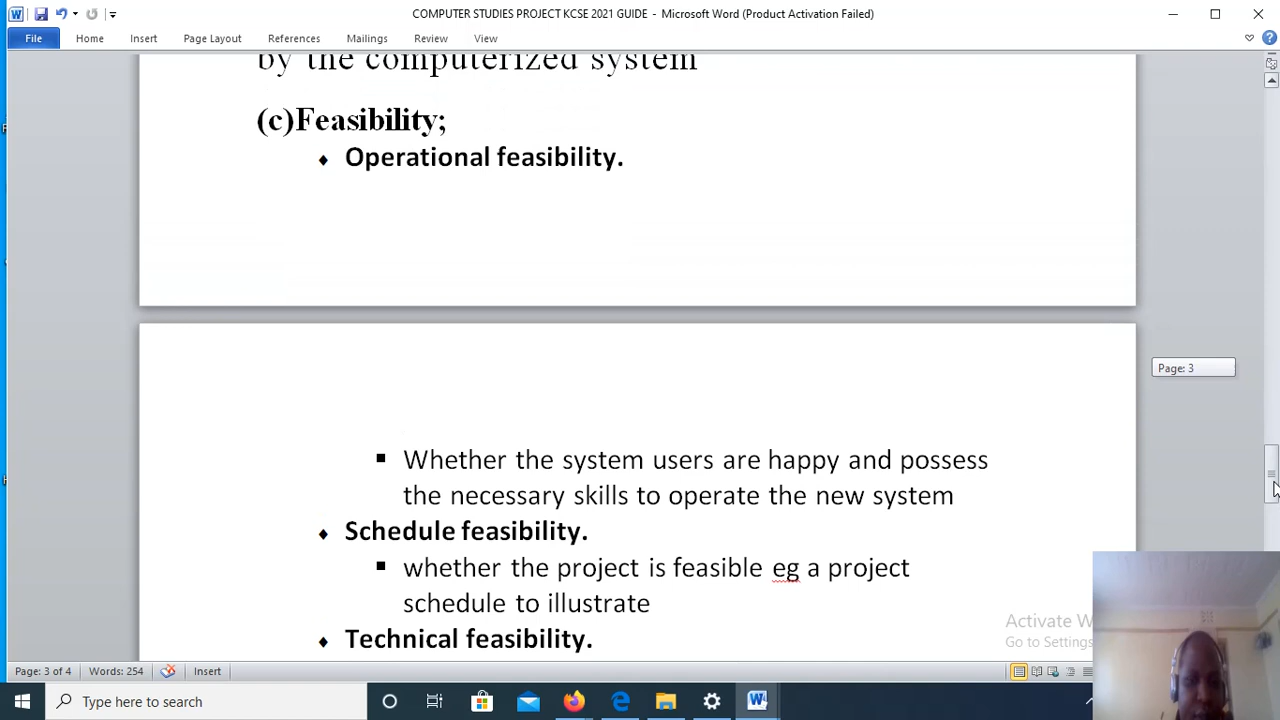 COMPUTER STUDIES PROJECT KCSE 2021 GUIDE - Microsoft Word (Product Activation Failed)
File Home Insert Page Layout References Mailings Review View
by the computerized system
(c)Feasibility;
Operational feasibility.
Page: 3
Whether the system users are happy and possess
the necessary skills to operate the new system
Schedule feasibility.
whether the project is feasible eg a project
schedule to illustrate
Technical feasibility.
Activate W
Go to Settings
Page: 3 of 4 Words: 254 Insert
Type here to search